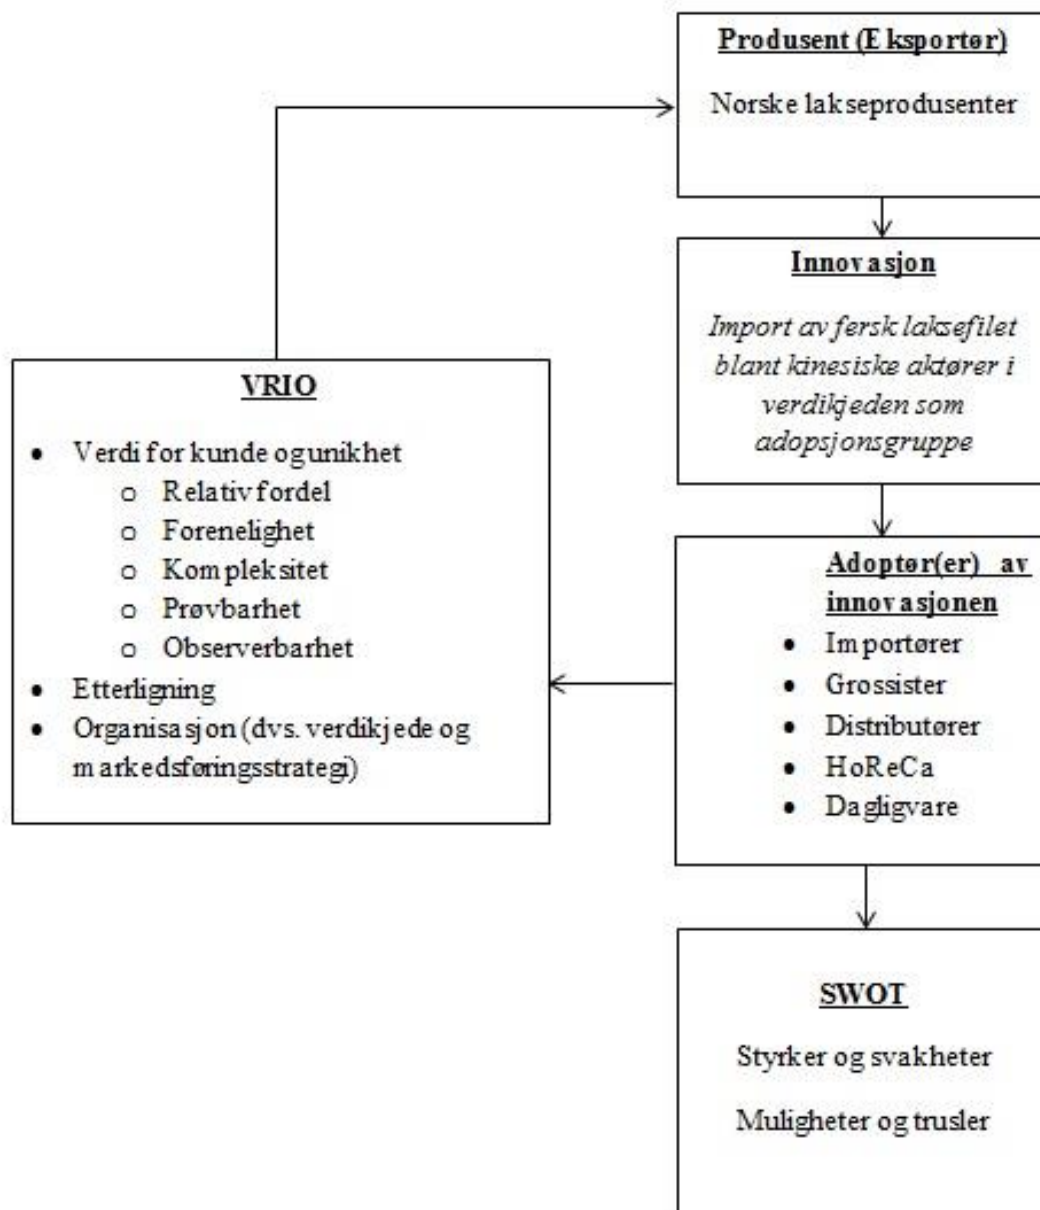 Produsent (Eksportør)
Norske lakseprodusenter
Innovasjon
Import av fersk laksefilet
blant kinesiske aktører i
verdikjeden som
adopsjonsgruppe
VRIO
• Verdi for kunde og unikhet
o Relativ fordel
o Forenelighet
o Kompleksitet
o Prøvbarhet
o Observerbarhet
• Etterligning
• Organisasjon (dvs. verdikjede og
markedsføringsstrategi)
Adoptør(er) av
innovasjonen
• Importører
• Grossister
• Distributører
• HoReCa
• Dagligvare
SWOT
Styrker og svakheter
Muligheter og trusler